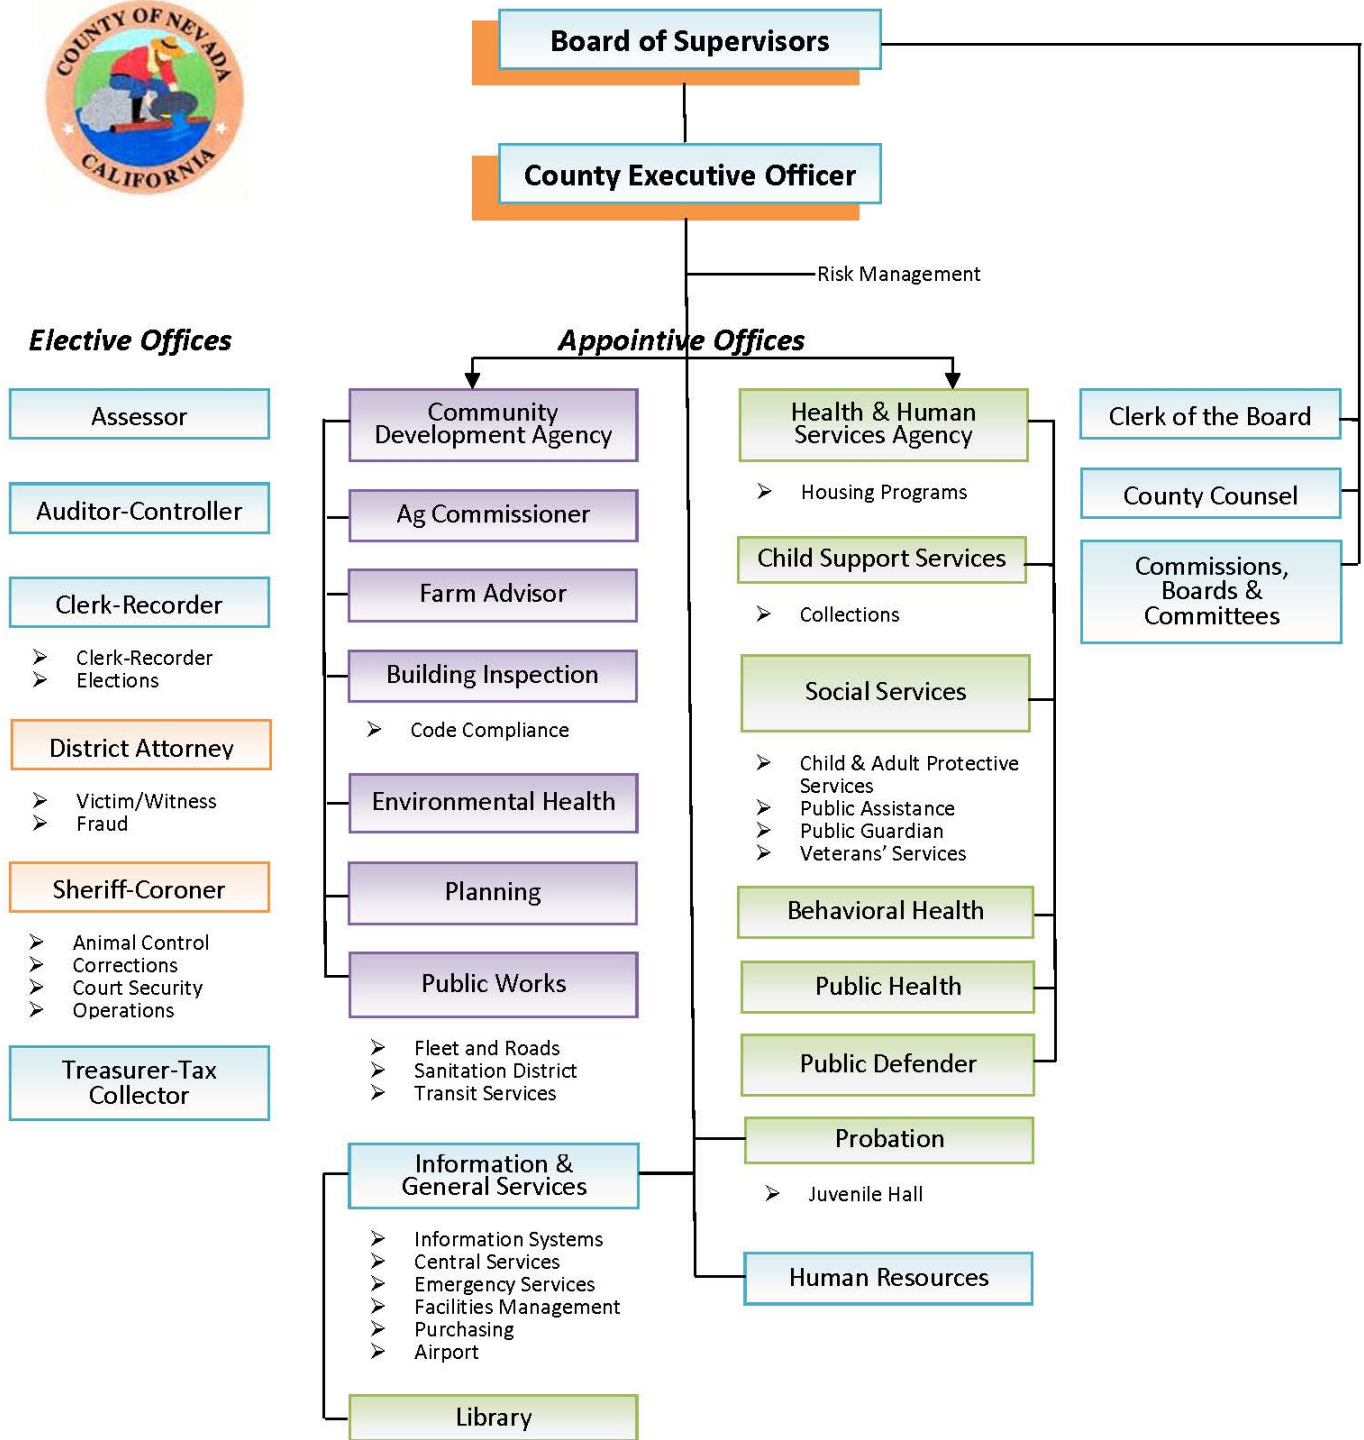 COUNTY OF NEVADA
CALIFORNIA
Board of Supervisors
County Executive Officer
Risk Management
Elective Offices
Appointive Offices
Assessor
Auditor-Controller
Clerk-Recorder
Clerk-Recorder
Elections
District Attorney
Victim/Witness
Fraud
Sheriff-Coroner
Animal Control
Corrections
Court Security
Operations
Treasurer-Tax
Collector
Community
Development Agency
Ag Commissioner
Farm Advisor
Building Inspection
Code Compliance
Environmental Health
Planning
Public Works
Fleet and Roads
Sanitation District
Transit Services
Information &
General Services
Information Systems
Central Services
Emergency Services
Facilities Management
Purchasing
Airport
Library
Health & Human
Services Agency
Housing Programs
Child Support Services
Collections
Social Services
Child & Adult Protective
Services
Public Assistance
Public Guardian
Veterans’ Services
Behavioral Health
Public Health
Public Defender
Probation
Juvenile Hall
Human Resources
Clerk of the Board
County Counsel
Commissions,
Boards &
Committees